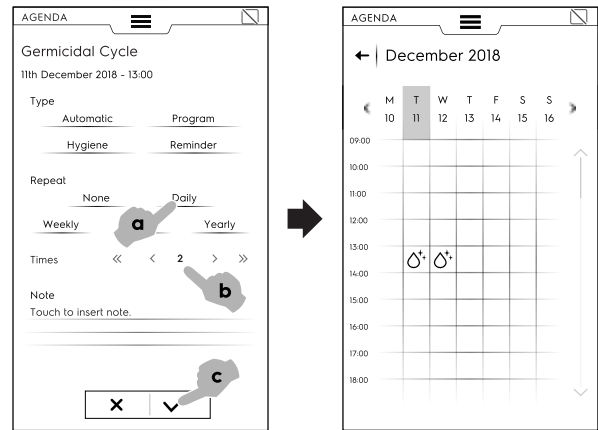 AGENDA
Germicidal Cycle
11th December 2018 - 13:00
Type
Automatic Program
Hygiene Reminder
Repeat
None Daily
Weekly Yearly
a
Times << < 2 > >>
b
Note
Touch to insert note.
c
AGENDA
December 2018
M T W T F S S
10 11 12 13 14 15 16
09:00
10:00
11:00
12:00
13:00
14:00
15:00
16:00
17:00
18:00